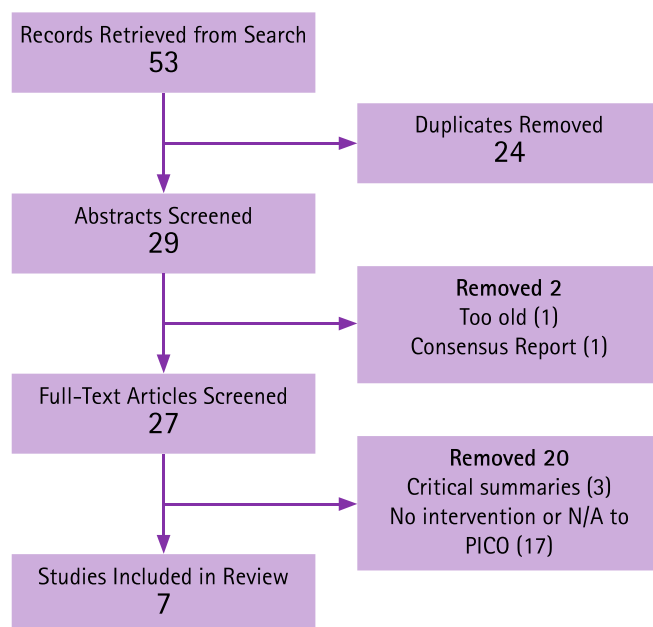 Records Retrieved from Search
53
Duplicates Removed
24
Abstracts Screened
29
Removed 2
Too old (1)
Consensus Report (1)
Full-Text Articles Screened
27
Removed 20
Critical summaries (3)
No intervention or N/A to
PICO (17)
Studies Included in Review
7